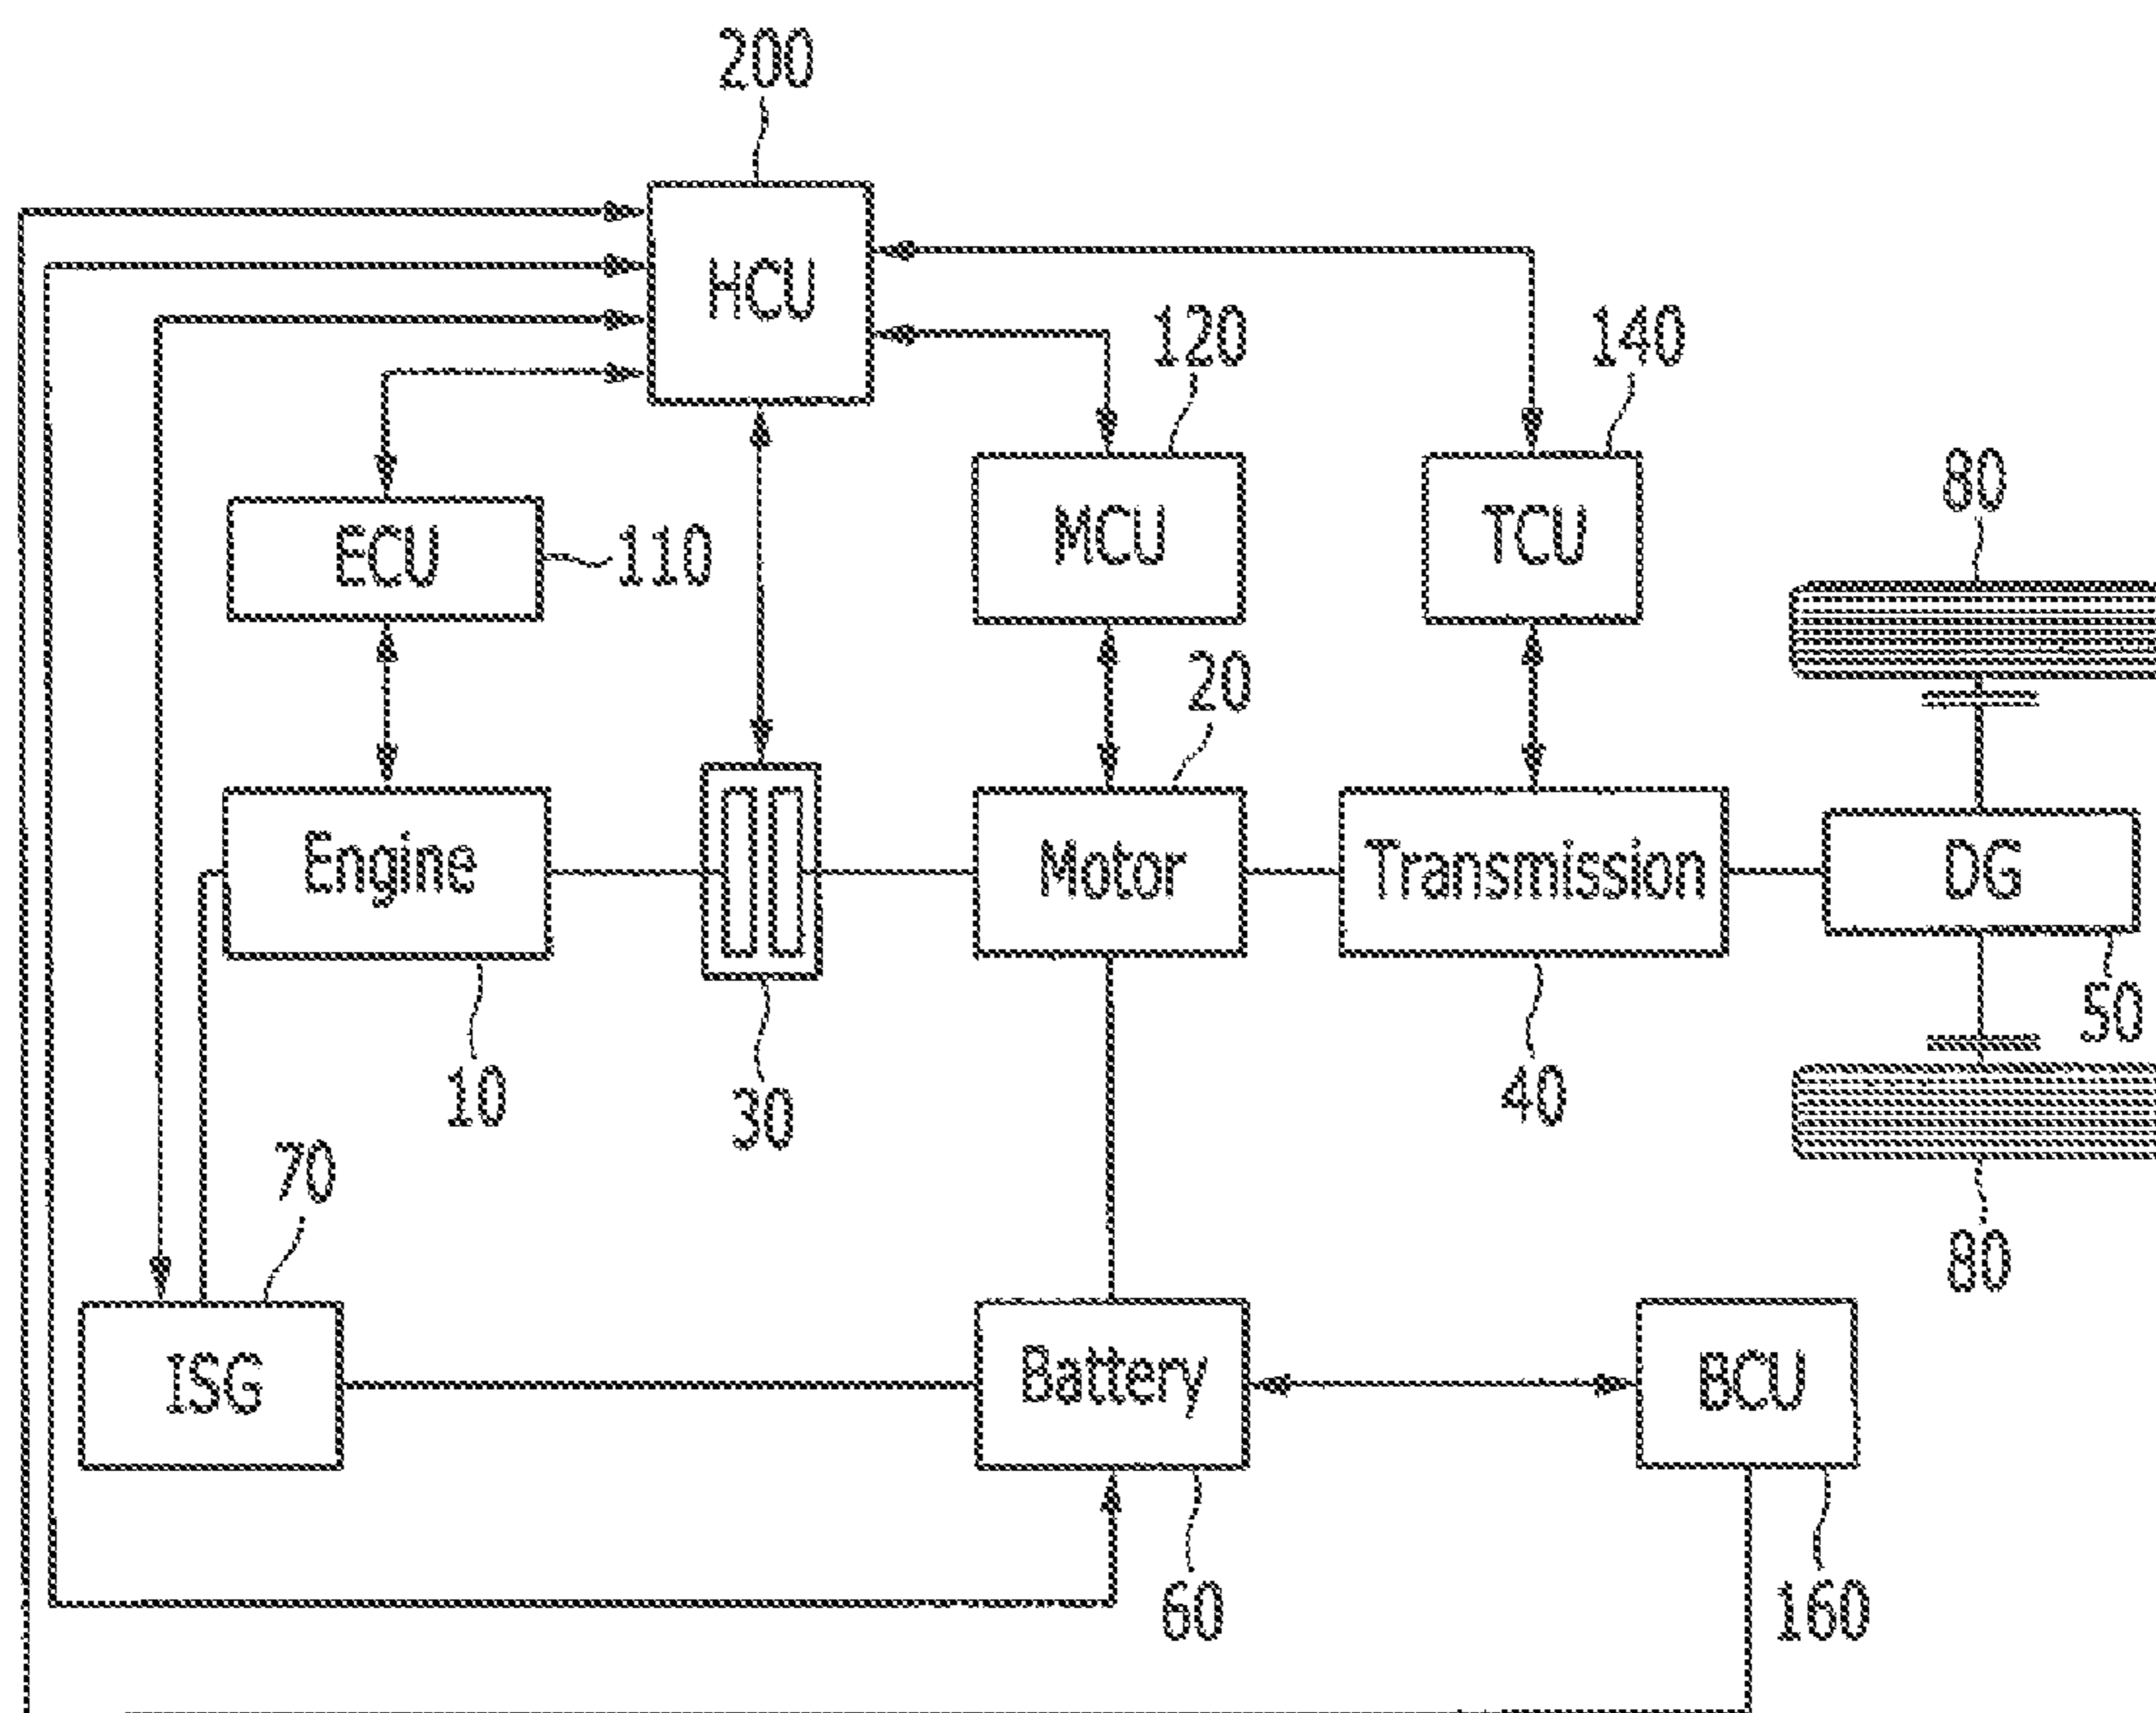 200
HCU
120
140
80
ECU
110
MCU
TCU
20
Engine
Motor
Transmission
DG
50
10
30
40
70
80
ISG
Battery
BCU
60
160